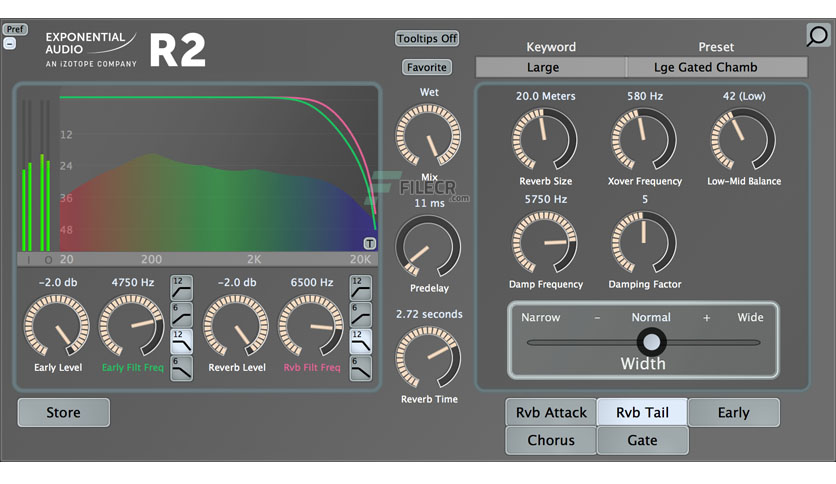 Pref
–
EXPONENTIAL
AUDIO
AN iZOTOPE COMPANY
R2
Tooltips Off
Favorite
Keyword Preset
Large Lge Gated Chamb
12
24
36
48
I O 20 200 2K 20K
T
-2.0 db 4750 Hz -2.0 db 6500 Hz
12
6
12
6
12
6
12
6
Early Level Early Filt Freq Reverb Level Rvb Filt Freq
Store
Wet
Mix
FILECR
.com
11 ms
Predelay
2.72 seconds
Reverb Time
20.0 Meters 580 Hz 42 (Low)
Reverb Size Xover Frequency Low-Mid Balance
5750 Hz 5
Damp Frequency Damping Factor
Narrow – Normal + Wide
Width
Rvb Attack Rvb Tail Early
Chorus Gate